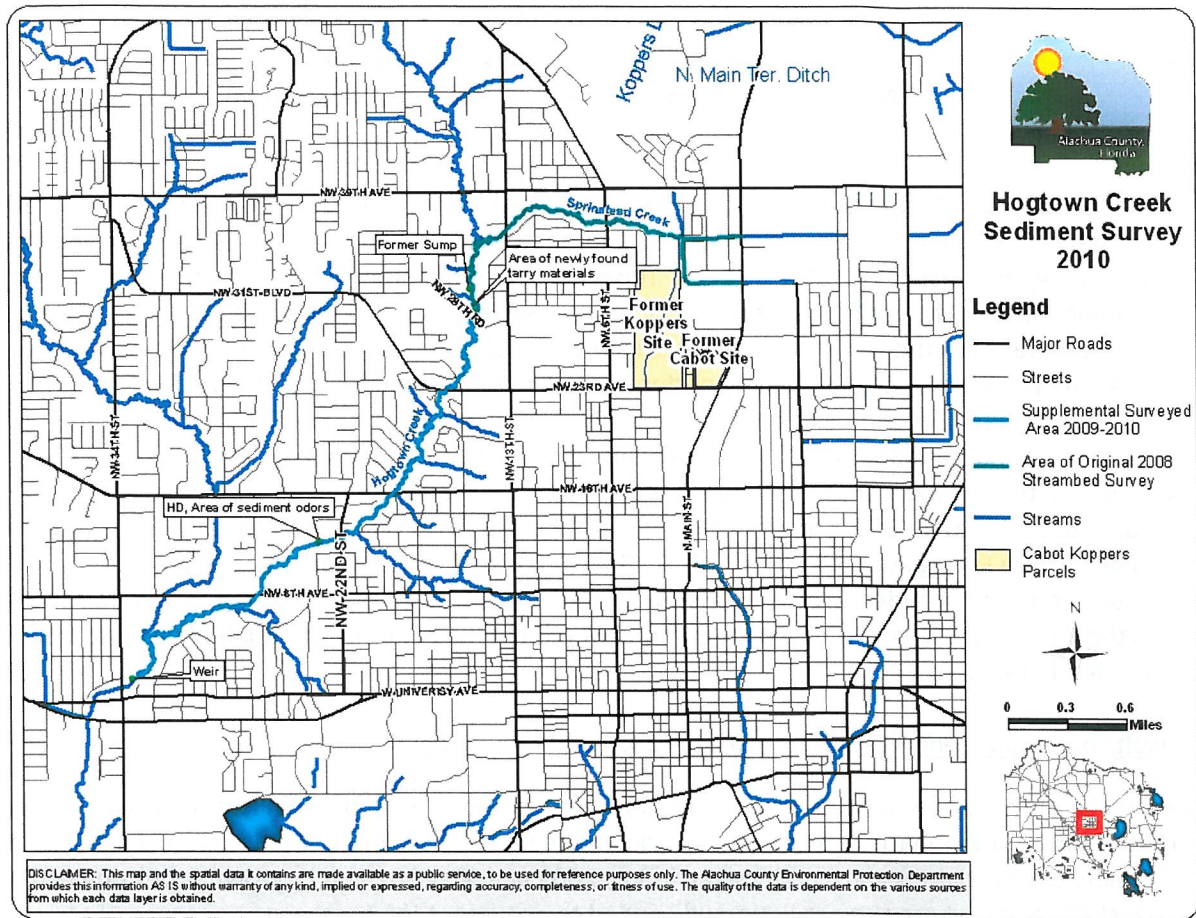 Koppers D
N. Main Ter. Ditch
NW 39TH AVE
Springstead Creek
Former Sump
Area of newly found
tarry materials
NW 31ST BLVD
NW 28TH RD
NW 6TH ST
Former
Koppers
Site
Former
Cabot Site
NW 23RD AVE
NW 34TH ST
Hogtown Creek
NW 13TH ST
NW 16TH AVE
HD, Area of sediment odors
N MAIN ST
NW 22ND ST
NW 8TH AVE
Weir
W UNIVERISY AVE
Alachua County,
Florida
Hogtown Creek
Sediment Survey
2010
Legend
Major Roads
Streets
Supplemental Surveyed
Area 2009-2010
Area of Original 2008
Streambed Survey
Streams
Cabot Koppers
Parcels
N
0 0.3 0.6
Miles
DISCLAIMER: This map and the spatial data it contains are made available as a public service, to be used for reference purposes only. The Alachua County Environmental Protection Department
provides this information AS IS without warranty of any kind, implied or expressed, regarding accuracy, completeness, or fitness of use. The quality of the data is dependent on the various sources
from which each data layer is obtained.